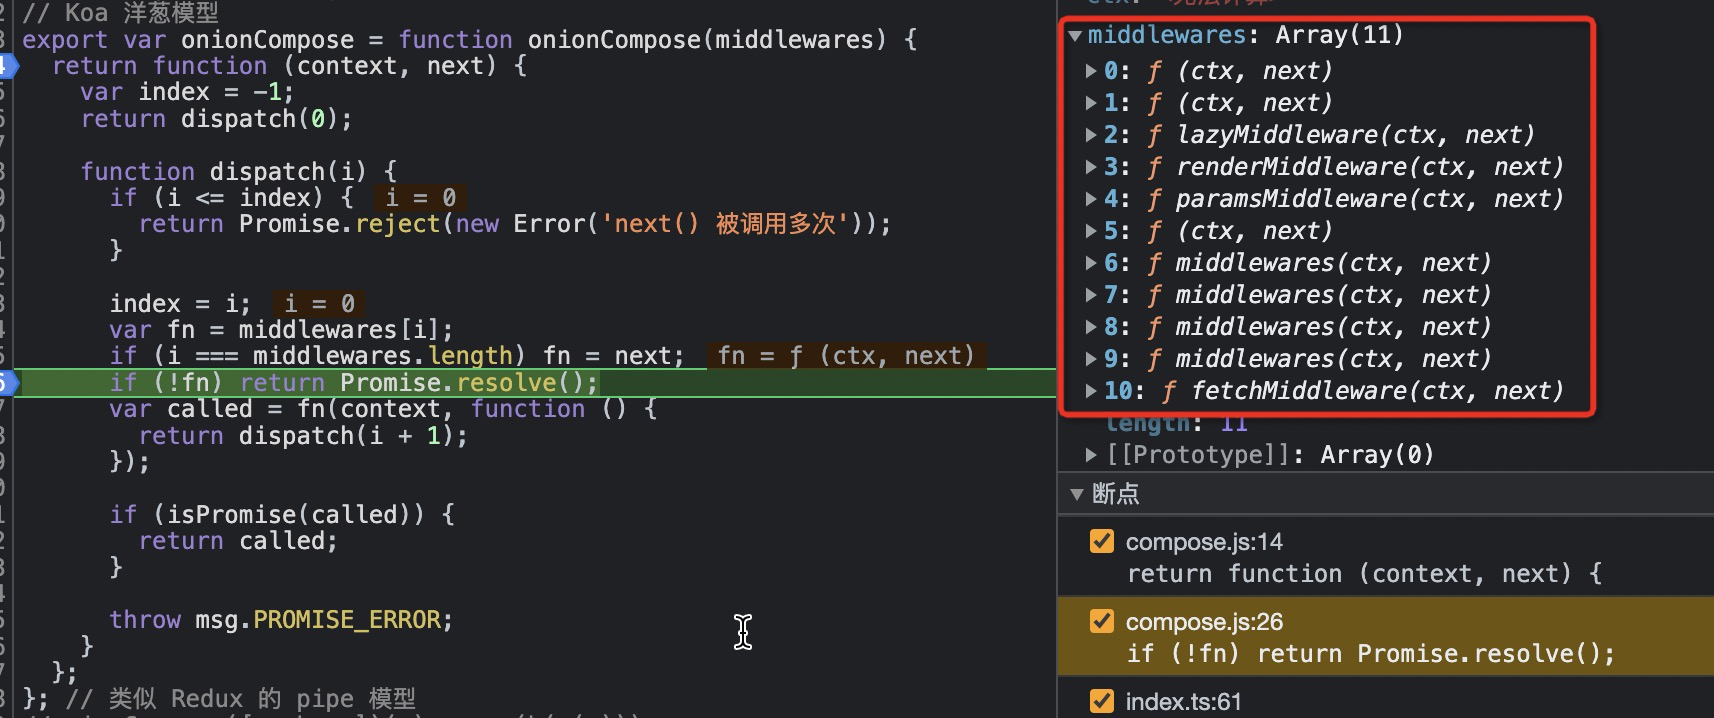 // Koa 洋葱模型
export var onionCompose = function onionCompose(middlewares) {
return function (context, next) {
var index = -1;
return dispatch(0);
function dispatch(i) {
if (i <= index) { i = 0
return Promise.reject(new Error('next() 被调用多次'));
}
index = i; i = 0
var fn = middlewares[i];
if (i === middlewares.length) fn = next; fn = ƒ (ctx, next)
if (!fn) return Promise.resolve();
var called = fn(context, function () {
return dispatch(i + 1);
});
if (isPromise(called)) {
return called;
}
throw msg.PROMISE_ERROR;
}
};
}; // 类似 Redux 的 pipe 模型
middlewares: Array(11)
0: ƒ (ctx, next)
1: ƒ (ctx, next)
2: ƒ lazyMiddleware(ctx, next)
3: ƒ renderMiddleware(ctx, next)
4: ƒ paramsMiddleware(ctx, next)
5: ƒ (ctx, next)
6: ƒ middlewares(ctx, next)
7: ƒ middlewares(ctx, next)
8: ƒ middlewares(ctx, next)
9: ƒ middlewares(ctx, next)
10: ƒ fetchMiddleware(ctx, next)
length: 11
[[Prototype]]: Array(0)
断点
compose.js:14
return function (context, next) {
compose.js:26
if (!fn) return Promise.resolve();
index.ts:61